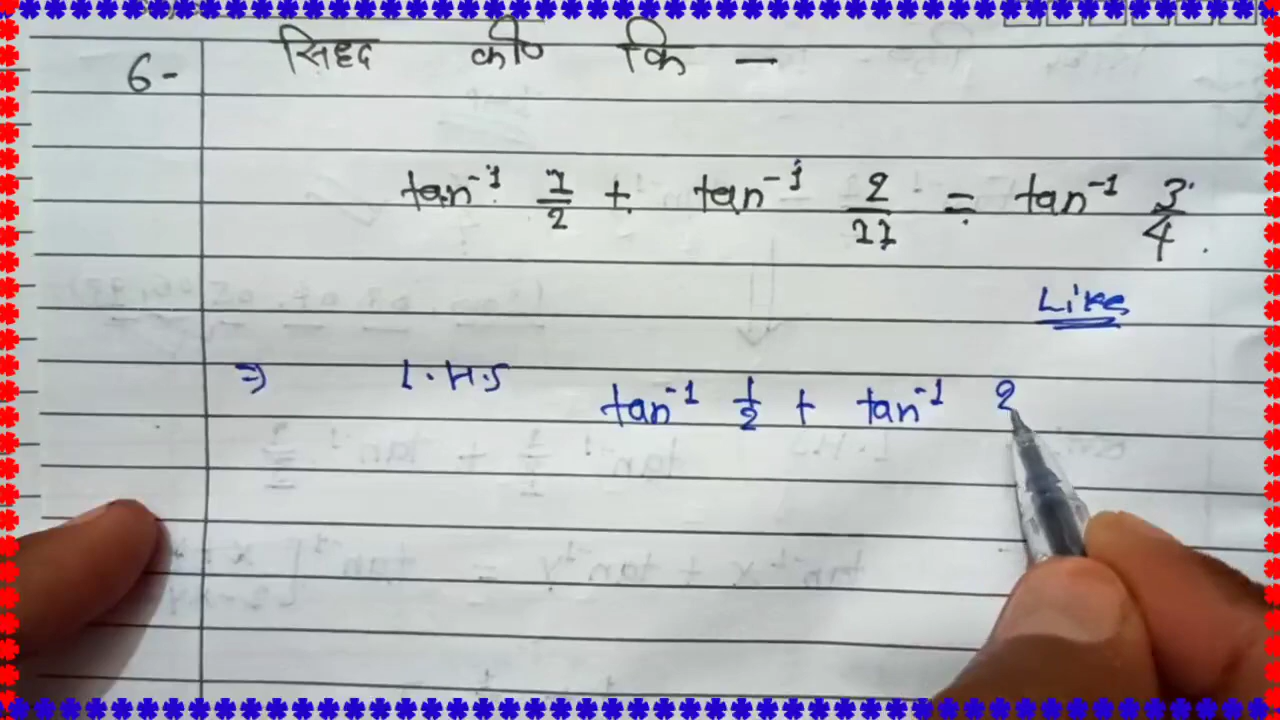 6- सिध्द कीजि कि —
tan⁻¹ 1/2 + tan⁻¹ 2/11 = tan⁻¹ 3/4 .
Like
⇒ L.H.S tan⁻¹ 1/2 + tan⁻¹ 2